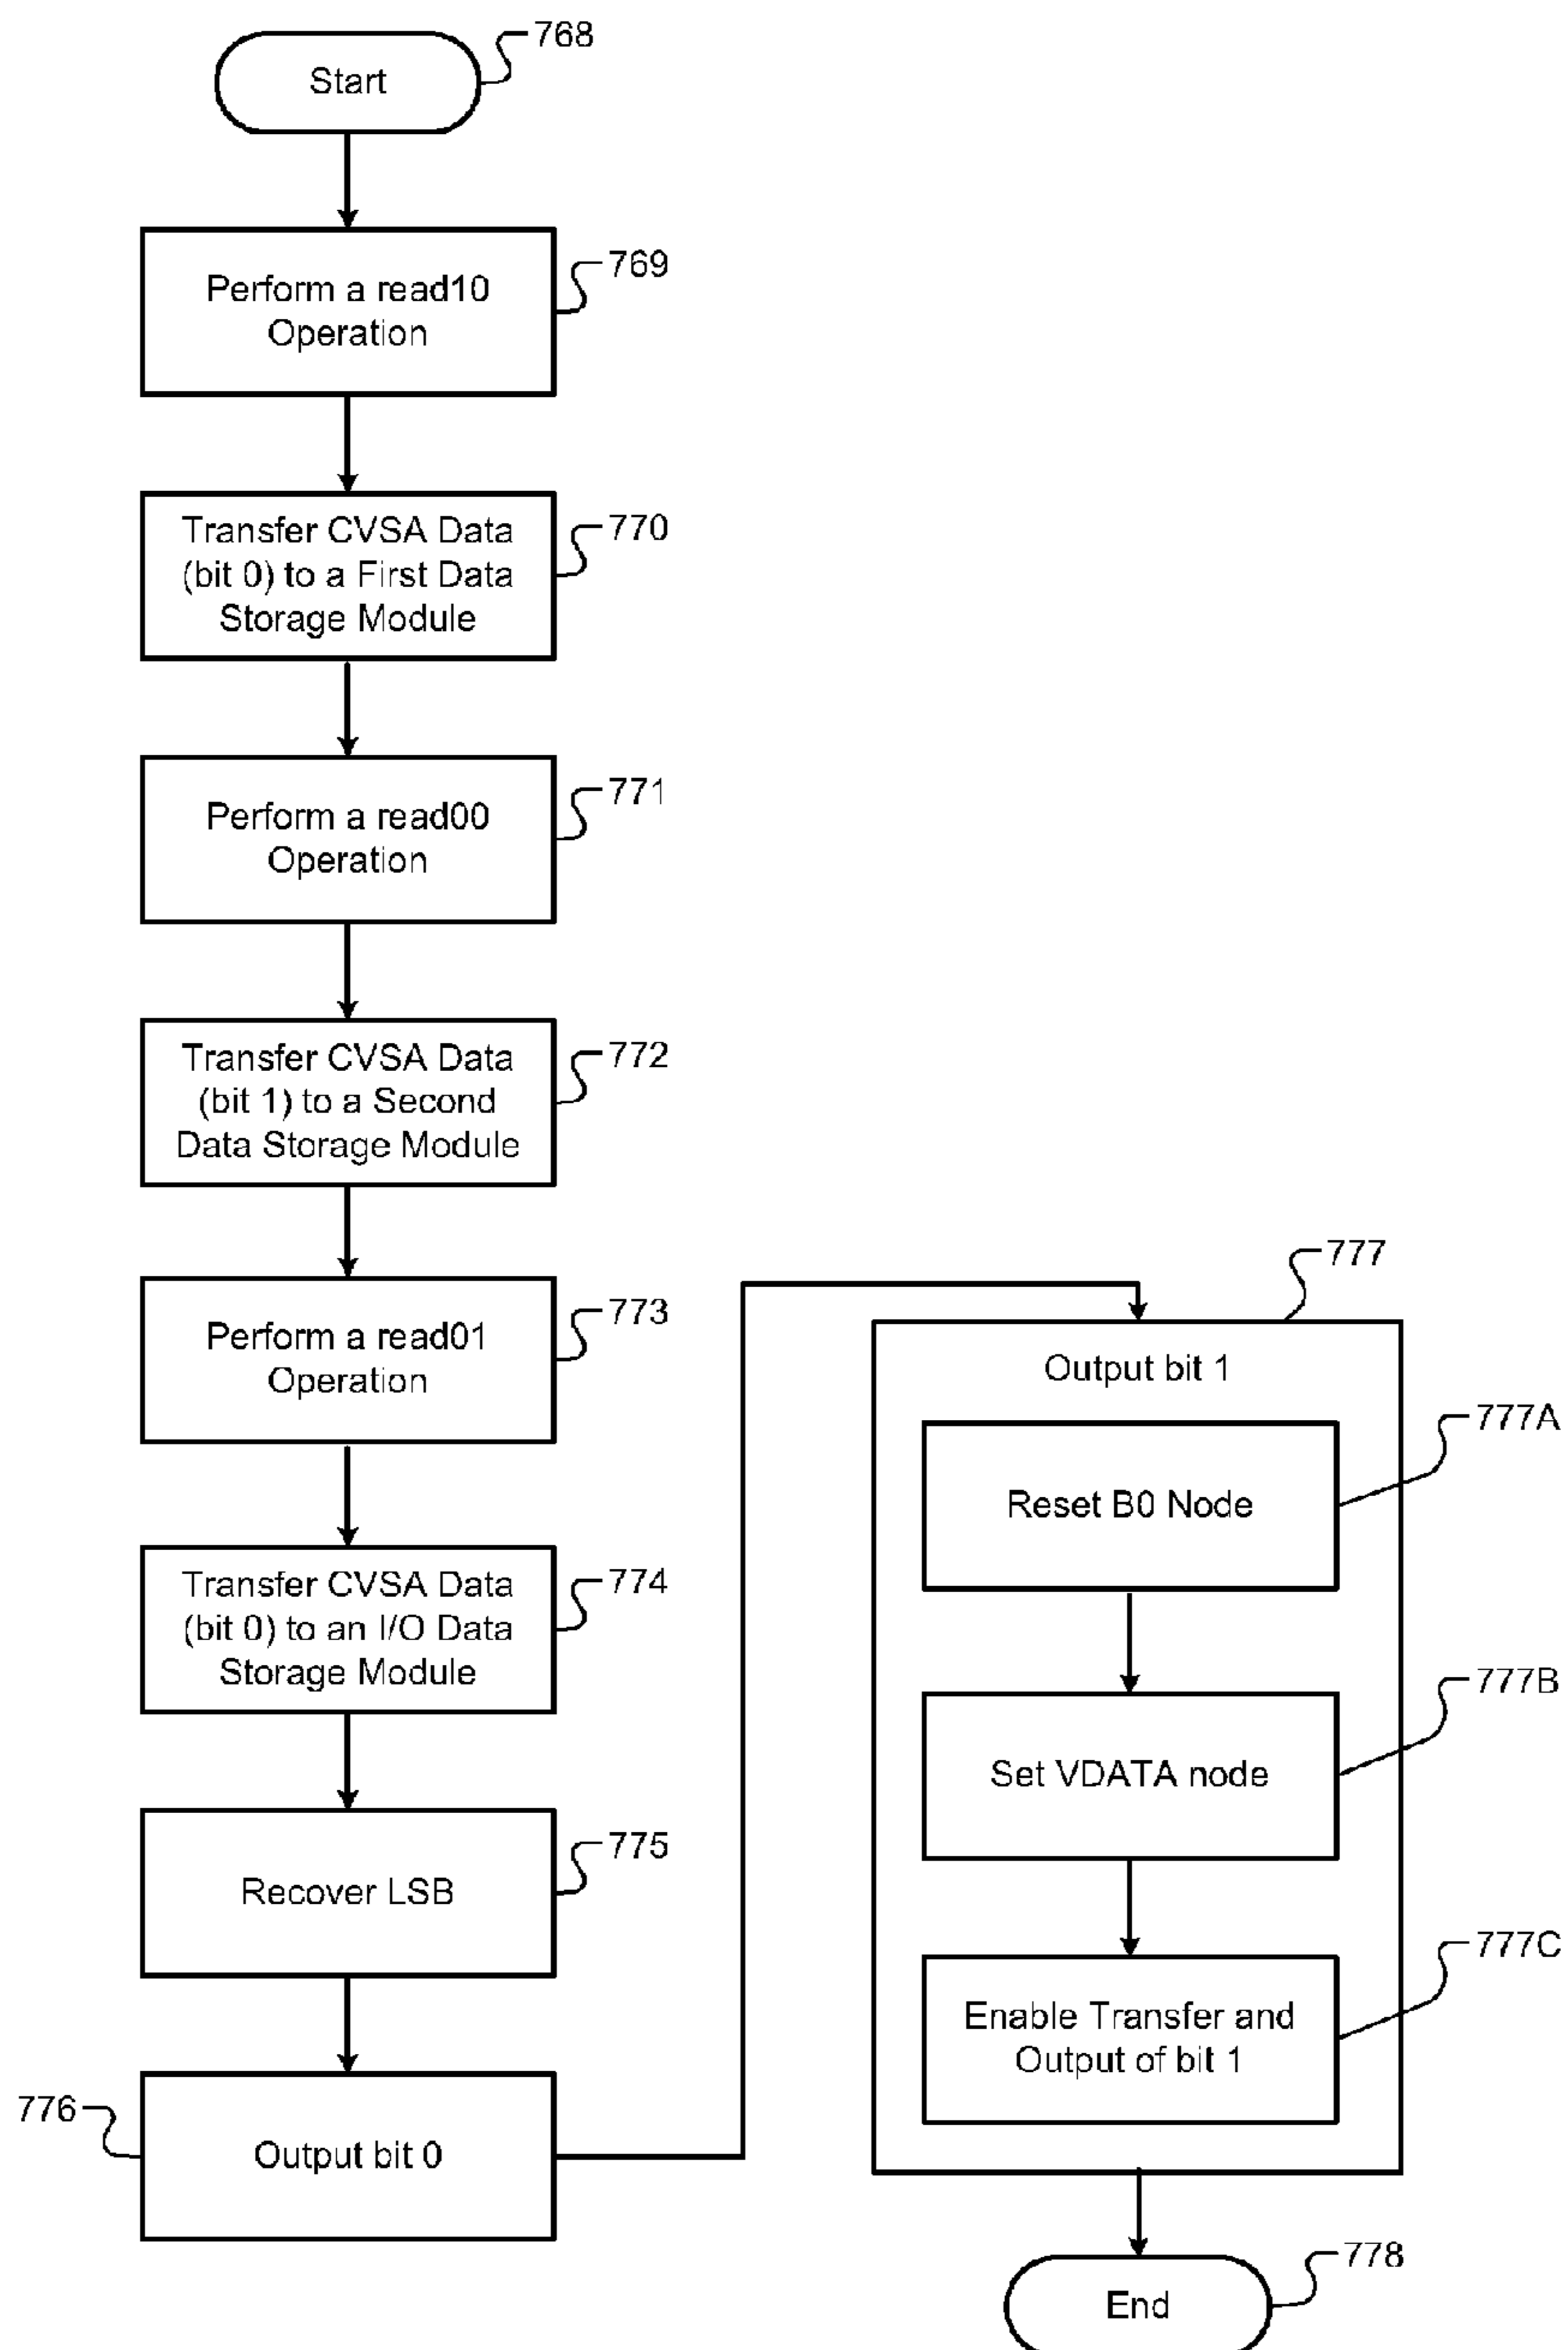 Start
768
Perform a read10
Operation
769
Transfer CVSA Data
(bit 0) to a First Data
Storage Module
770
Perform a read00
Operation
771
Transfer CVSA Data
(bit 1) to a Second
Data Storage Module
772
Perform a read01
Operation
773
Transfer CVSA Data
(bit 0) to an I/O Data
Storage Module
774
Recover LSB
775
776
Output bit 0
777
Output bit 1
777A
Reset B0 Node
777B
Set VDATA node
777C
Enable Transfer and
Output of bit 1
778
End